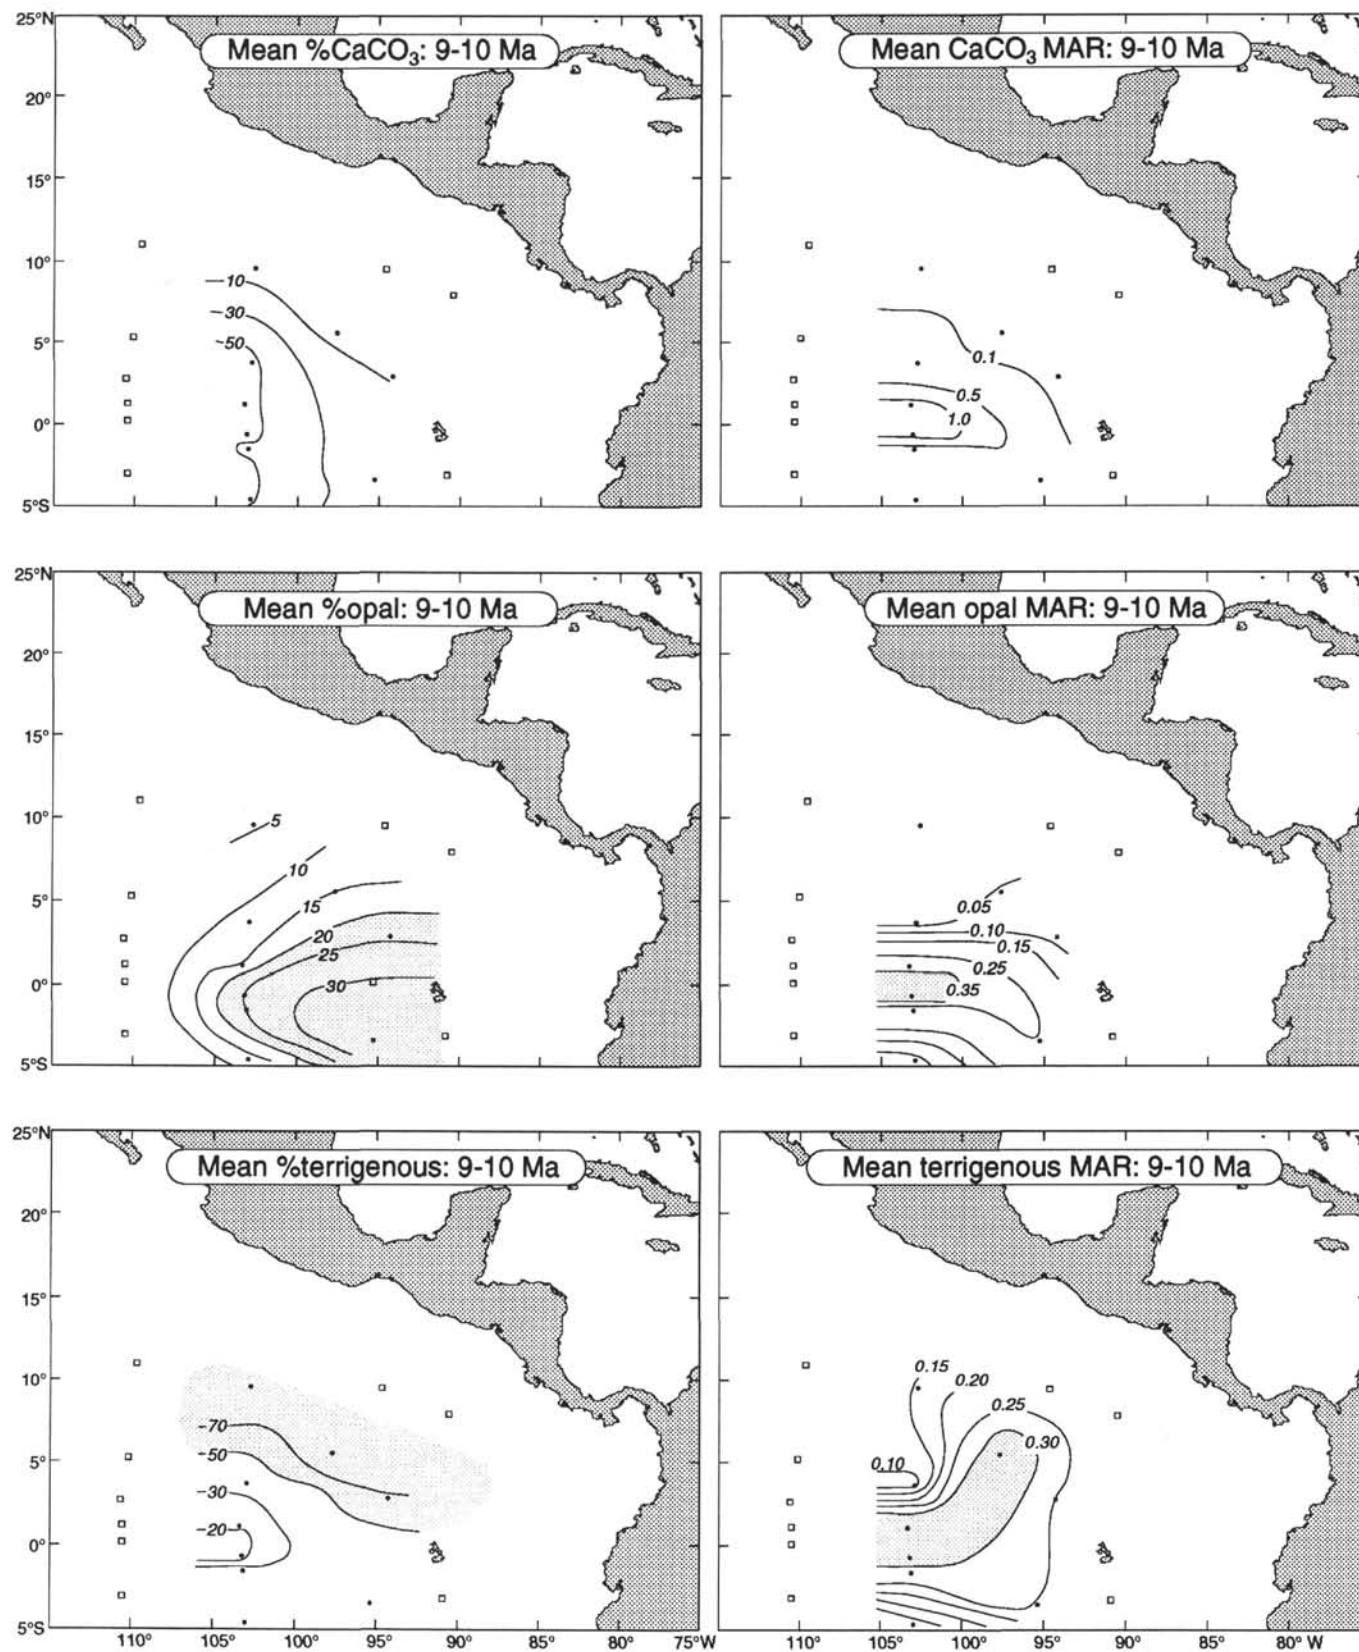 Mean %CaCO3: 9-10 Ma
25°N
20°
15°
10°
5°
0°
5°S
10
30
50
Mean CaCO3 MAR: 9-10 Ma
0.1
0.5
1.0
Mean %opal: 9-10 Ma
25°N
20°
15°
10°
5°
0°
5°S
5
10
15
20
25
30
Mean opal MAR: 9-10 Ma
0.05
0.10
0.15
0.25
0.35
Mean %terrigenous: 9-10 Ma
25°N
20°
15°
10°
5°
0°
5°S
70
50
30
20
110° 105° 100° 95° 90° 85° 80° 75°W
Mean terrigenous MAR: 9-10 Ma
0.15
0.20
0.25
0.30
0.10
110° 105° 100° 95° 90° 85° 80°